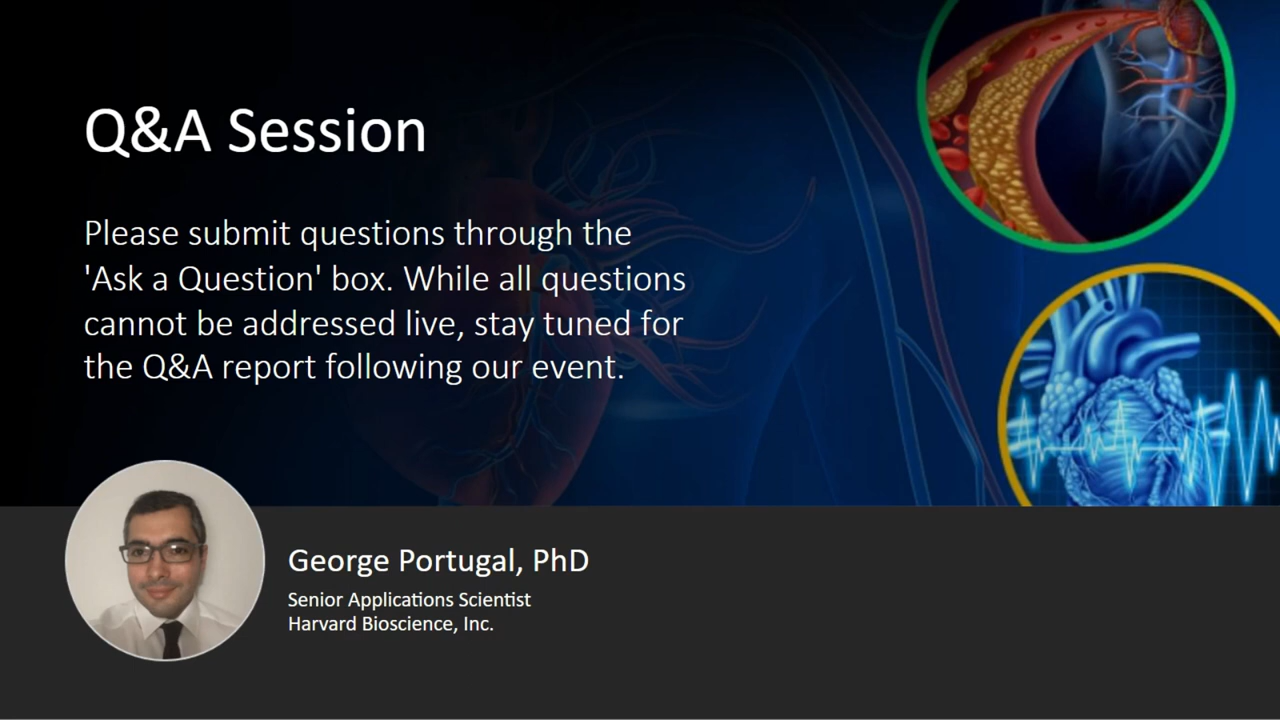 Q&A Session
Please submit questions through the
'Ask a Question' box. While all questions
cannot be addressed live, stay tuned for
the Q&A report following our event.
George Portugal, PhD
Senior Applications Scientist
Harvard Bioscience, Inc.